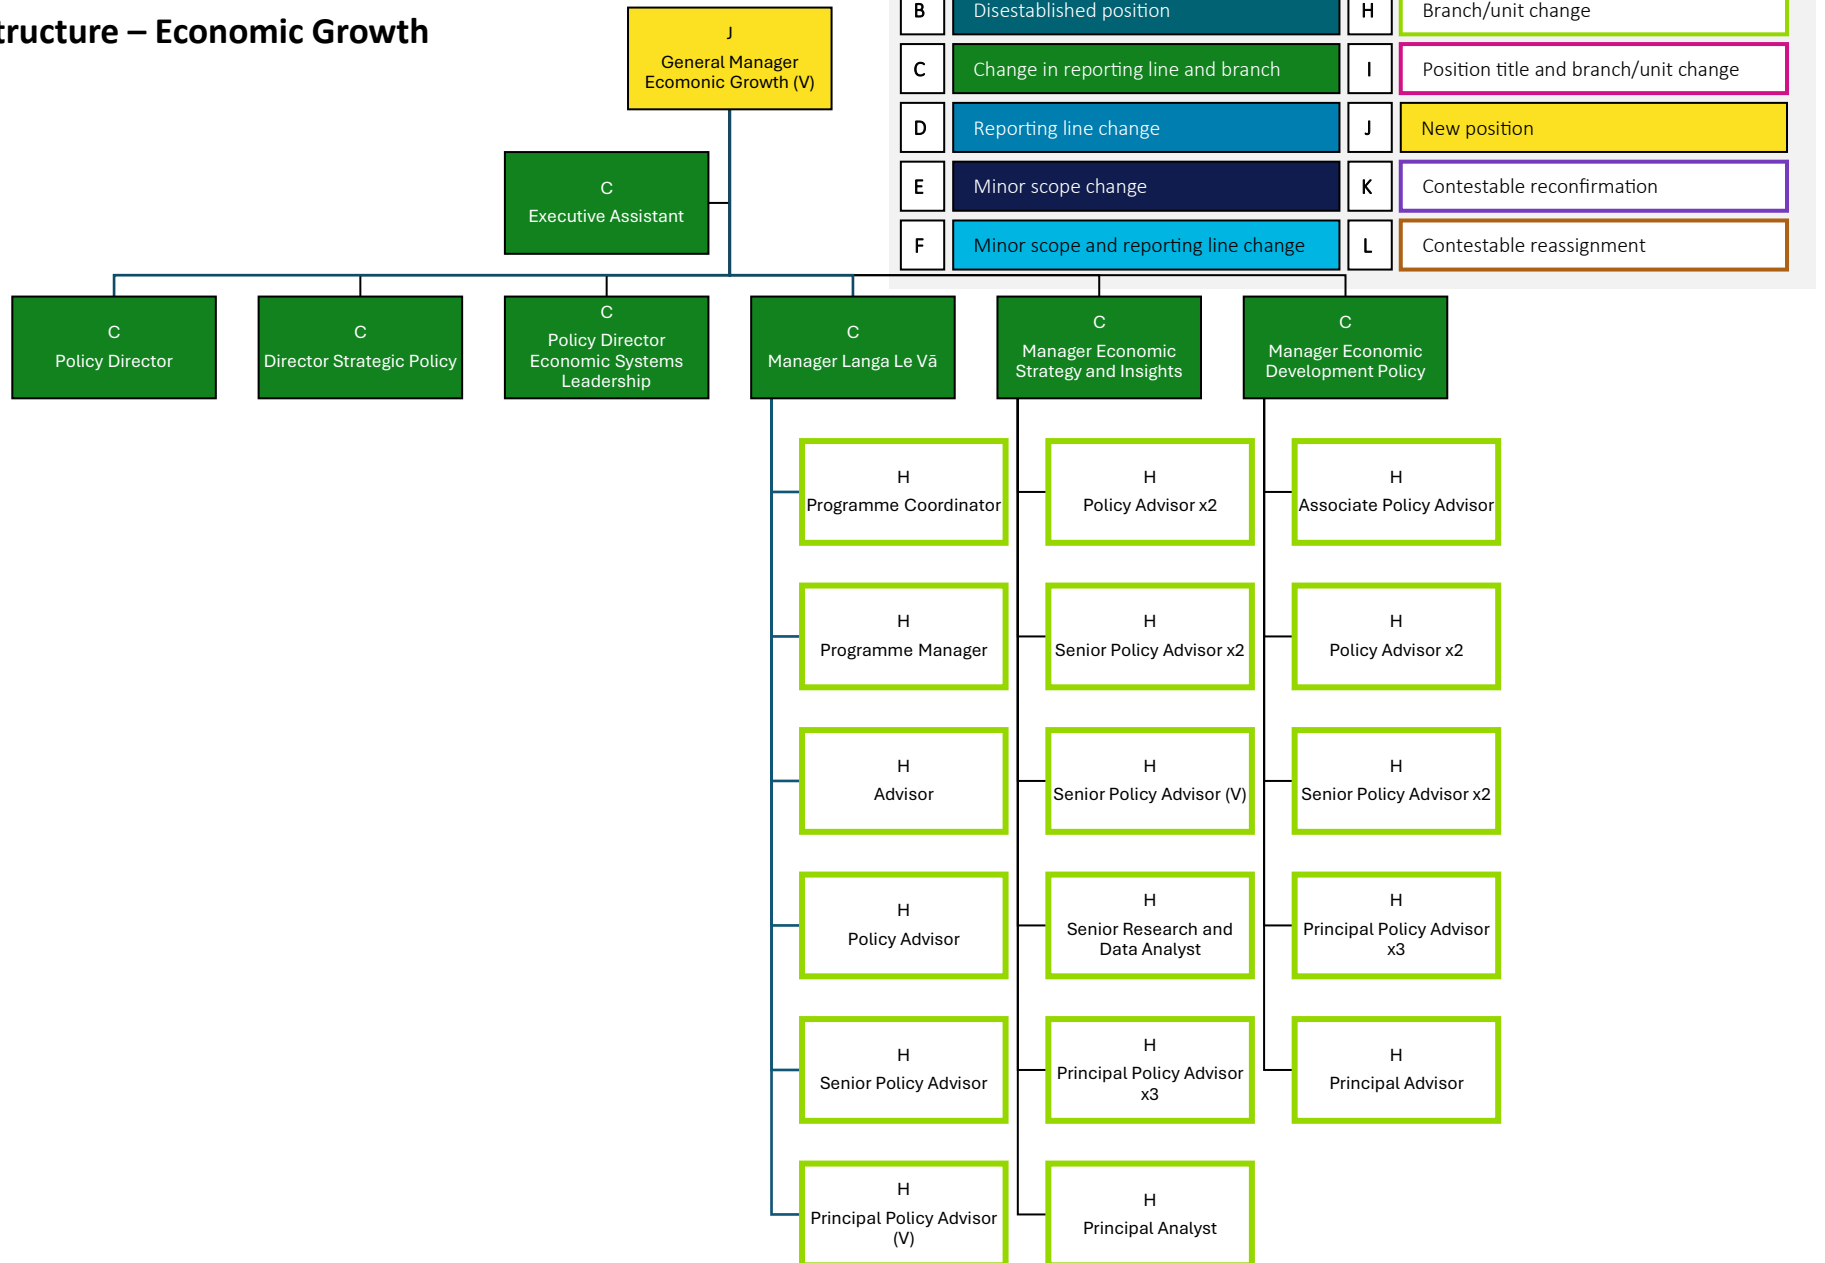 tructure – Economic Growth
B
Disestablished position
H
Branch/unit change
C
Change in reporting line and branch
I
Position title and branch/unit change
D
Reporting line change
J
New position
E
Minor scope change
K
Contestable reconfirmation
F
Minor scope and reporting line change
L
Contestable reassignment
J
General Manager
Ecomonic Growth (V)
C
Executive Assistant
C
Policy Director
C
Director Strategic Policy
C
Policy Director
Economic Systems
Leadership
C
Manager Langa Le Vā
C
Manager Economic
Strategy and Insights
C
Manager Economic
Development Policy
H
Programme Coordinator
H
Programme Manager
H
Advisor
H
Policy Advisor
H
Senior Policy Advisor
H
Principal Policy Advisor
(V)
H
Policy Advisor x2
H
Senior Policy Advisor x2
H
Senior Policy Advisor (V)
H
Senior Research and
Data Analyst
H
Principal Policy Advisor
x3
H
Principal Analyst
H
Associate Policy Advisor
H
Policy Advisor x2
H
Senior Policy Advisor x2
H
Principal Policy Advisor
x3
H
Principal Advisor